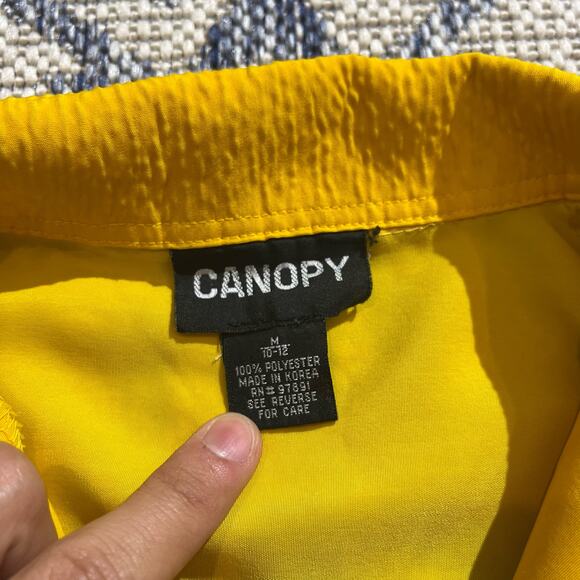 CANOPY
M
10-12
100% POLYESTER
MADE IN KOREA
RN# 97891
SEE REVERSE
FOR CARE